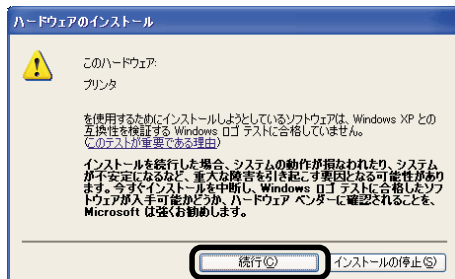 ハードウェアのインストール
このハードウェア:
プリンタ
を使用するためにインストールしようとしているソフトウェアは、Windows XP との
互換性を検証する Windows ロゴ テストに合格していません。
(このテストが重要である理由)
インストールを続行した場合、システムの動作が損なわれたり、システム
が不安定になるなど、重大な障害を引き起こす要因となる可能性があり
ます。今すぐインストールを中断し、Windows ロゴ テストに合格したソフ
トウェアが入手可能かどうか、ハードウェア ベンダーに確認されることを、
Microsoft は強くお勧めします。
続行(C) インストールの停止(S)